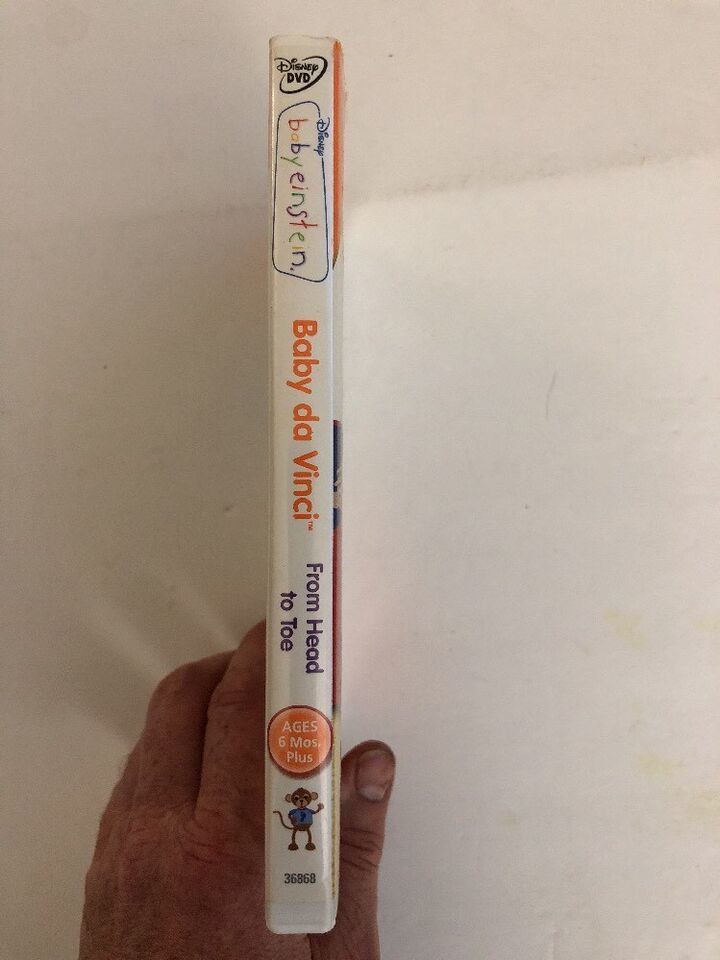 Disney
DVD
Disney
baby einstein.
Baby da Vinci™
From Head
to Toe
AGES
6 Mos.
Plus
?
36868